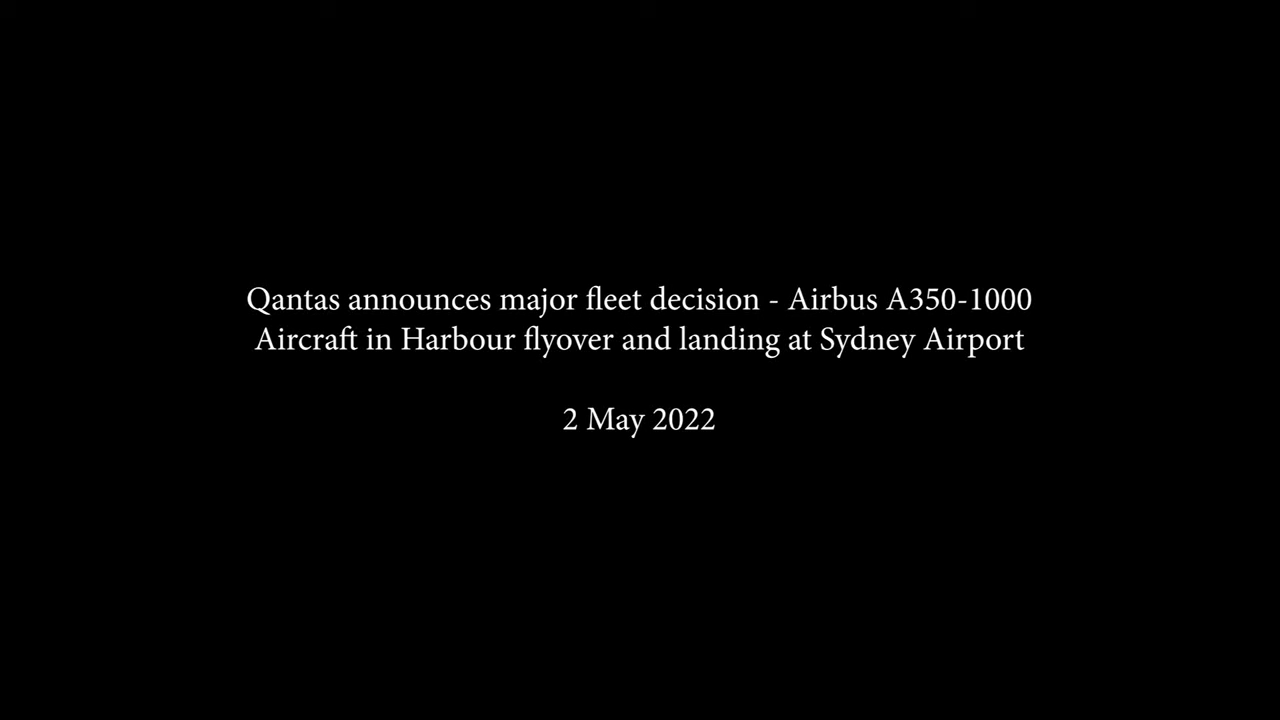 Qantas announces major fleet decision - Airbus A350-1000
Aircraft in Harbour flyover and landing at Sydney Airport
2 May 2022